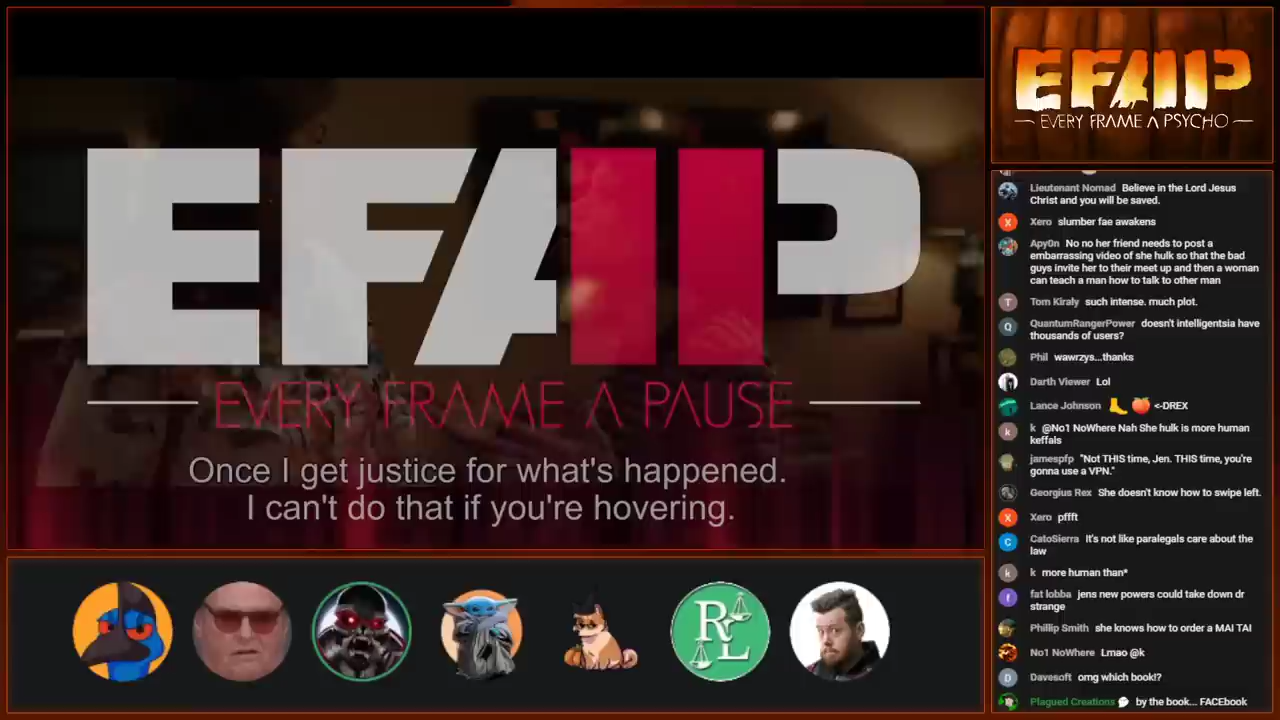 EFAP
EVERY FRAME A PAUSE
Once I get justice for what's happened.
I can't do that if you're hovering.
RL
EFAP
EVERY FRAME A PSYCHO
Lieutenant Nomad Believe in the Lord Jesus
Christ and you will be saved.
X
Xero slumber fae awakens
Apy0n No no her friend needs to post a
embarrassing video of she hulk so that the bad
guys invite her to their meet up and then a woman
can teach a man how to talk to other man
T
Tom Kiraly such intense. much plot.
Q
QuantumRangerPower doesn't intelligentsia have
thousands of users?
Phil wawrzys...thanks
Darth Viewer Lol
Lance Johnson 🦶 🍑 <-DREX
k
k @No1 NoWhere Nah She hulk is more human
keffals
jamespfp "Not THIS time, Jen. THIS time, you're
gonna use a VPN."
Georgius Rex She doesn't know how to swipe left.
X
Xero pffft
C
CatoSierra It's not like paralegals care about the
law
k
k more human than*
f
fat lobba jens new powers could take down dr
strange
Phillip Smith she knows how to order a MAI TAI
No1 NoWhere Lmao @k
D
Davesoft omg which book!?
Plagued Creations 💬 by the book... FACEbook